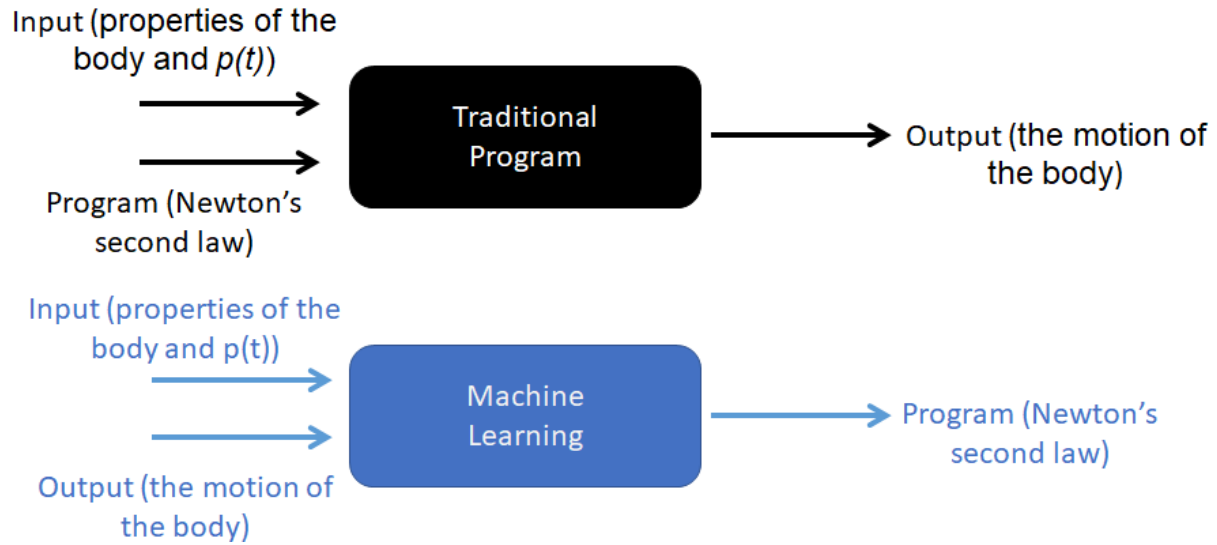 Input (properties of the
body and p(t))
Traditional
Program
Output (the motion of
the body)
Program (Newton's
second law)
Input (properties of the
body and p(t))
Machine
Learning
Program (Newton's
second law)
Output (the motion of
the body)